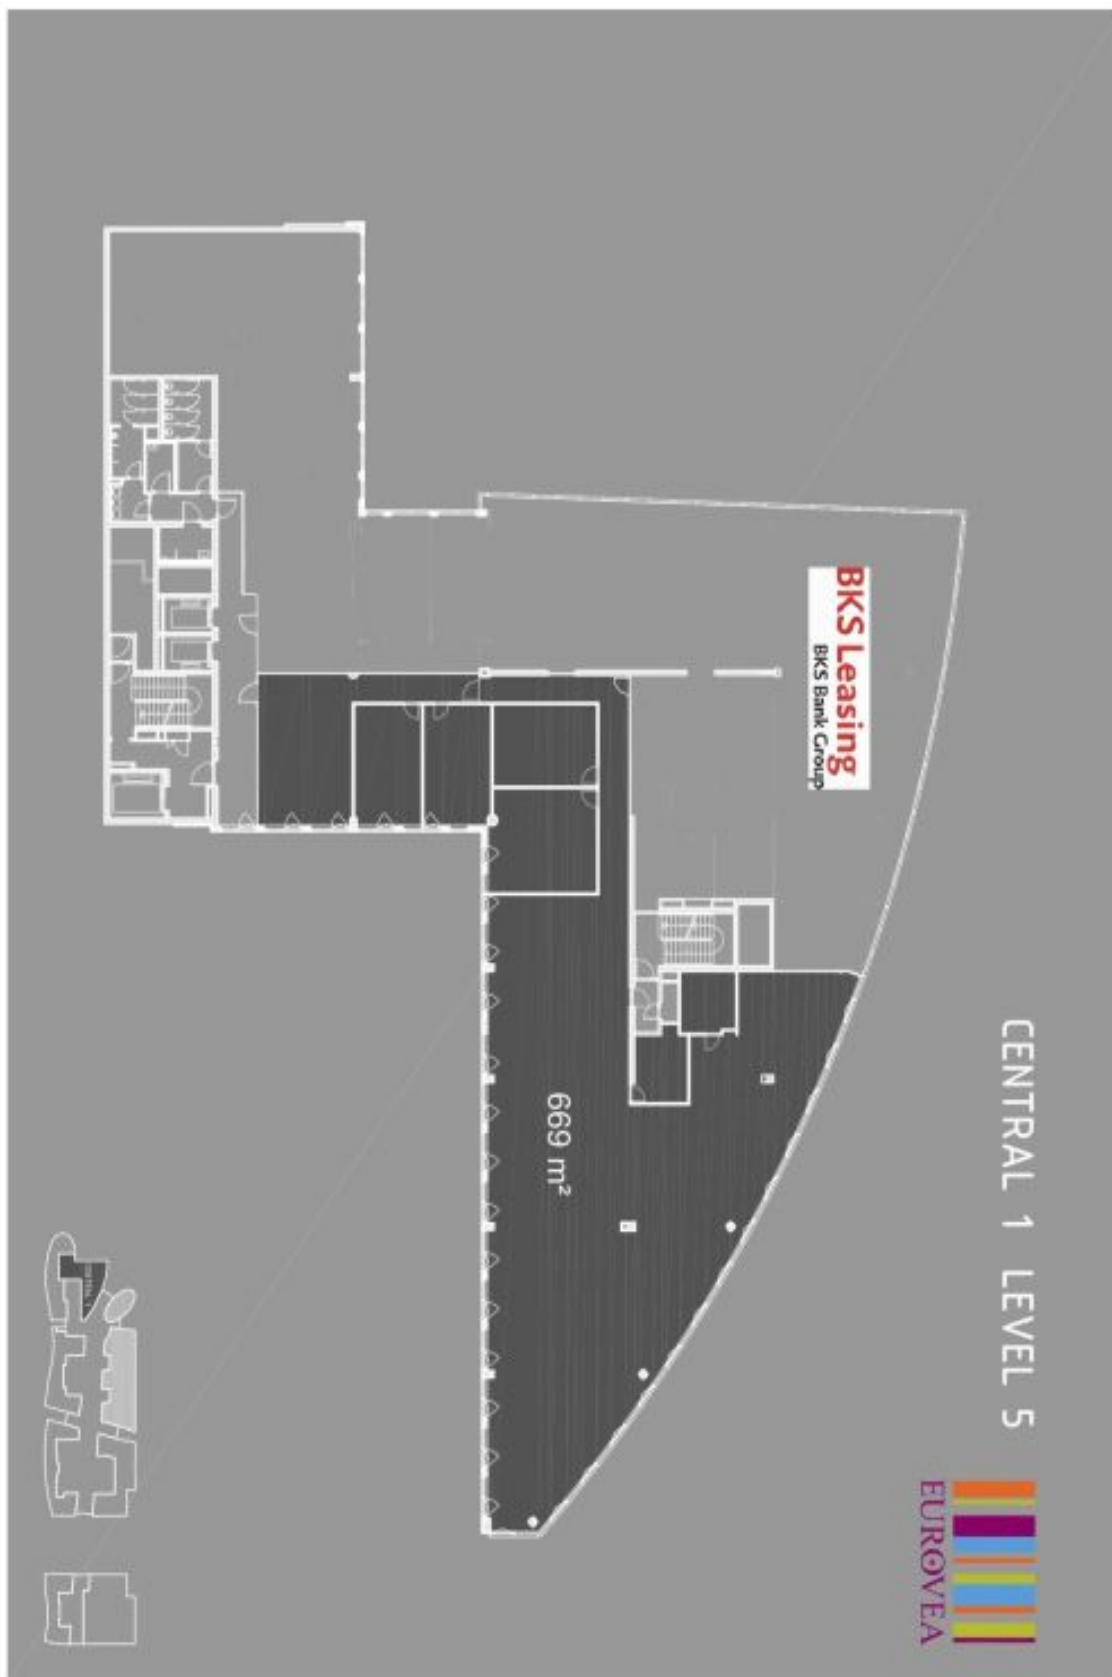 CENTRAL 1 LEVEL 5
EUROVEA
BKS Leasing
BKS Bank Group
669 m²